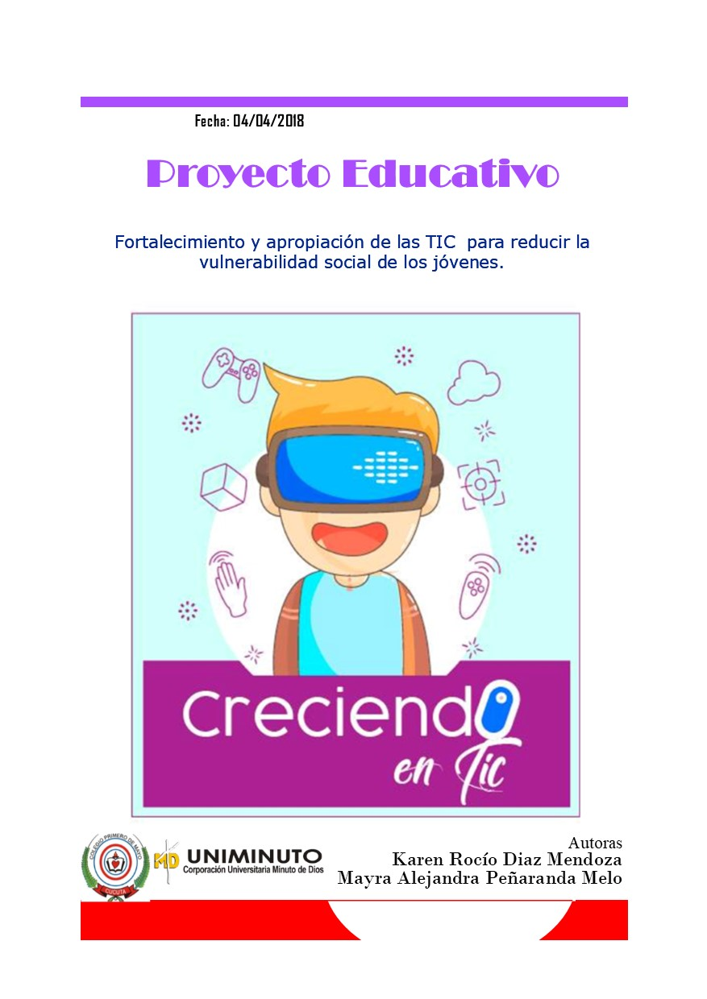 Fecha: 04/04/2018
Proyecto Educativo
Fortalecimiento y apropiación de las TIC para reducir la
vulnerabilidad social de los jóvenes.
Creciendo
en Tic
COLEGIO PRIMERO DE MAYO
CUCUTA
MD
UNIMINUTO
Corporación Universitaria Minuto de Dios
Autoras
Karen Rocío Diaz Mendoza
Mayra Alejandra Peñaranda Melo